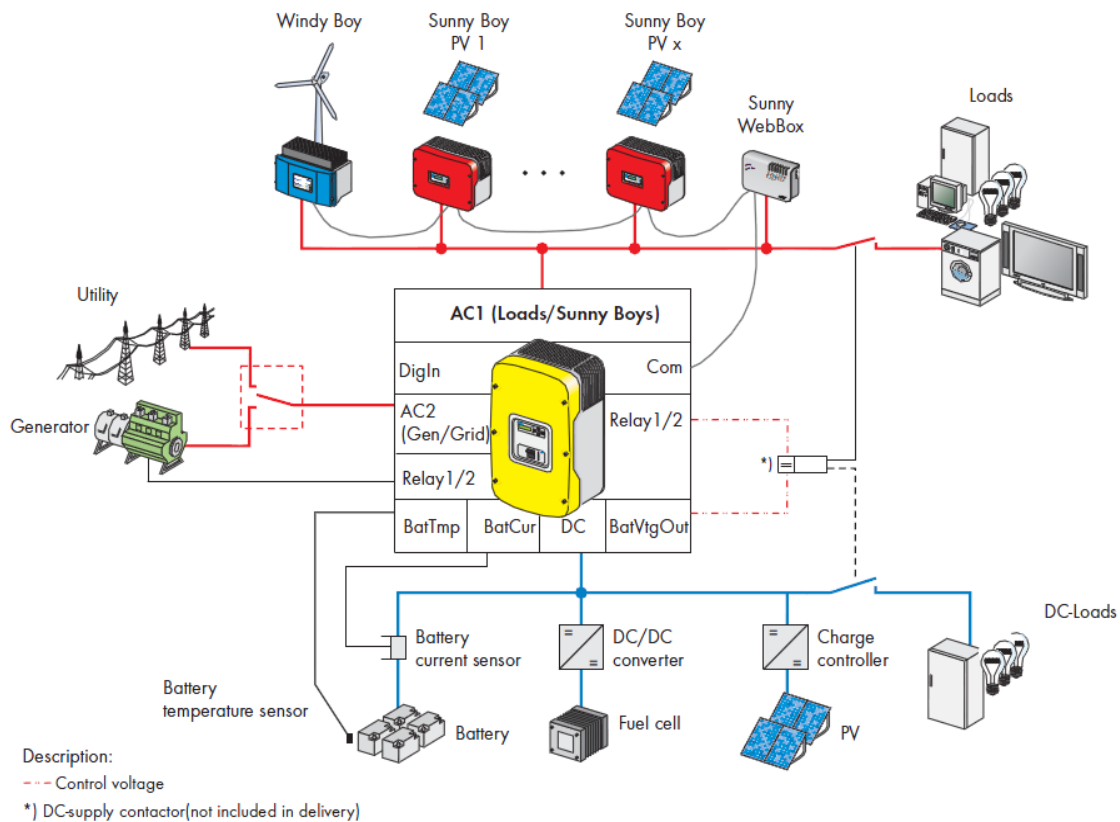 Windy Boy
Sunny Boy
PV 1
Sunny Boy
PV x
Sunny
WebBox
Loads
. . .
Utility
Generator
AC1 (Loads/Sunny Boys)
DigIn
Com
AC2
(Gen/Grid)
Relay1/2
Relay1/2
*)
BatTmp
BatCur
DC
BatVtgOut
Battery
current sensor
DC/DC
converter
Charge
controller
DC-Loads
Battery
temperature sensor
Battery
Fuel cell
PV
Description:
Control voltage
*) DC-supply contactor(not included in delivery)